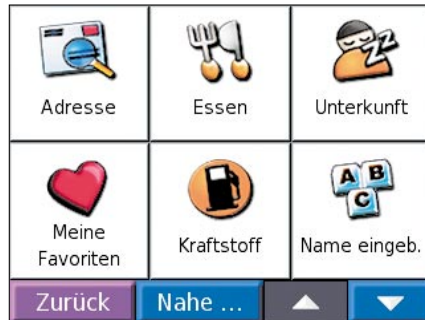 Adresse
Essen
Unterkunft
A B
C
Meine
Favoriten
Kraftstoff
Name eingeb.
Zurück
Nahe ...